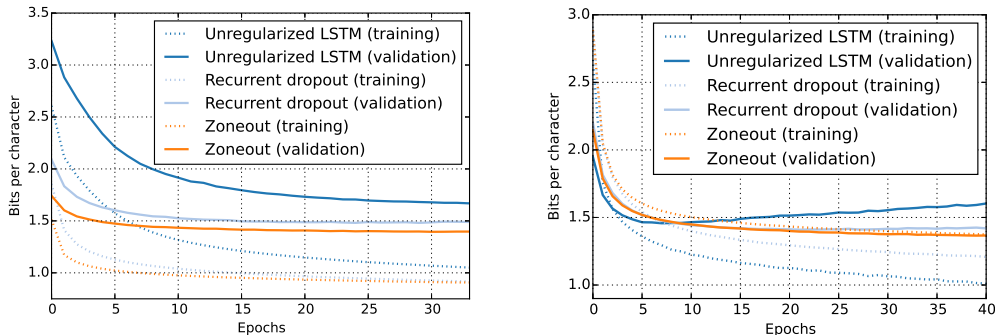 3.5
3.0
2.5
2.0
1.5
1.0
Bits per character
Unregularized LSTM (training)
Unregularized LSTM (validation)
Recurrent dropout (training)
Recurrent dropout (validation)
Zoneout (training)
Zoneout (validation)
0 5 10 15 20 25 30
Epochs
3.0
2.5
2.0
1.5
1.0
Bits per character
Unregularized LSTM (training)
Unregularized LSTM (validation)
Recurrent dropout (training)
Recurrent dropout (validation)
Zoneout (training)
Zoneout (validation)
0 5 10 15 20 25 30 35 40
Epochs